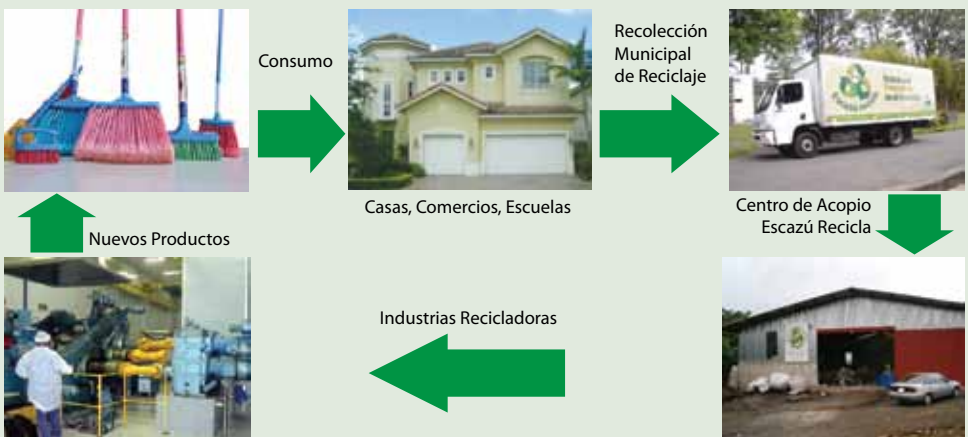 Consumo
Recolección
Municipal
de Reciclaje
Casas, Comercios, Escuelas
Centro de Acopio
Escazú Recicla
Nuevos Productos
Industrias Recicladoras